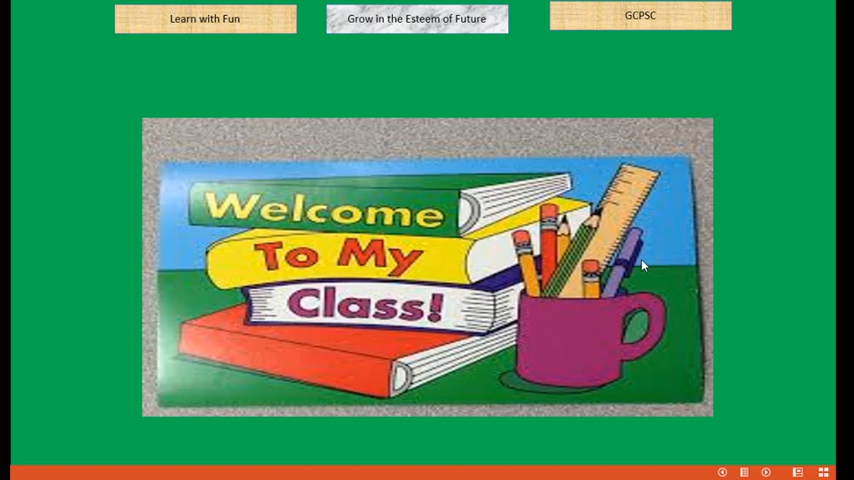 Learn with Fun
Grow in the Esteem of Future
GCPSC
Welcome
To My
Class!